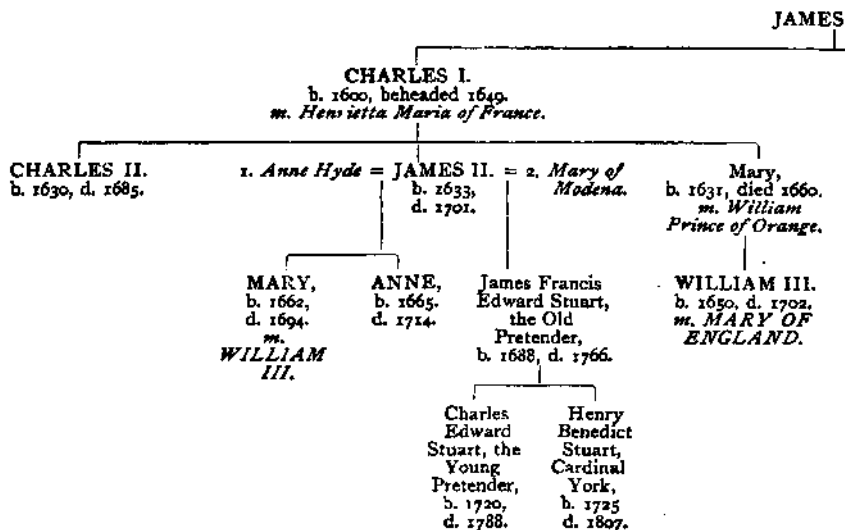 JAMES
CHARLES I.
b. 1600, beheaded 1649.
m. Henrietta Maria of France.
CHARLES II.
b. 1630, d. 1685.
1. Anne Hyde = JAMES II. = 2. Mary of
Modena.
b. 1633,
d. 1701.
Mary,
b. 1631, died 1660.
m. William
Prince of Orange.
MARY,
b. 1662,
d. 1694.
m.
WILLIAM
III.
ANNE,
b. 1665.
d. 1714.
James Francis
Edward Stuart,
the Old
Pretender,
b. 1688, d. 1766.
WILLIAM III.
b. 1650, d. 1702.
m. MARY OF
ENGLAND.
Charles
Edward
Stuart, the
Young
Pretender,
b. 1720,
d. 1788.
Henry
Benedict
Stuart,
Cardinal
York,
b. 1725
d. 1807.